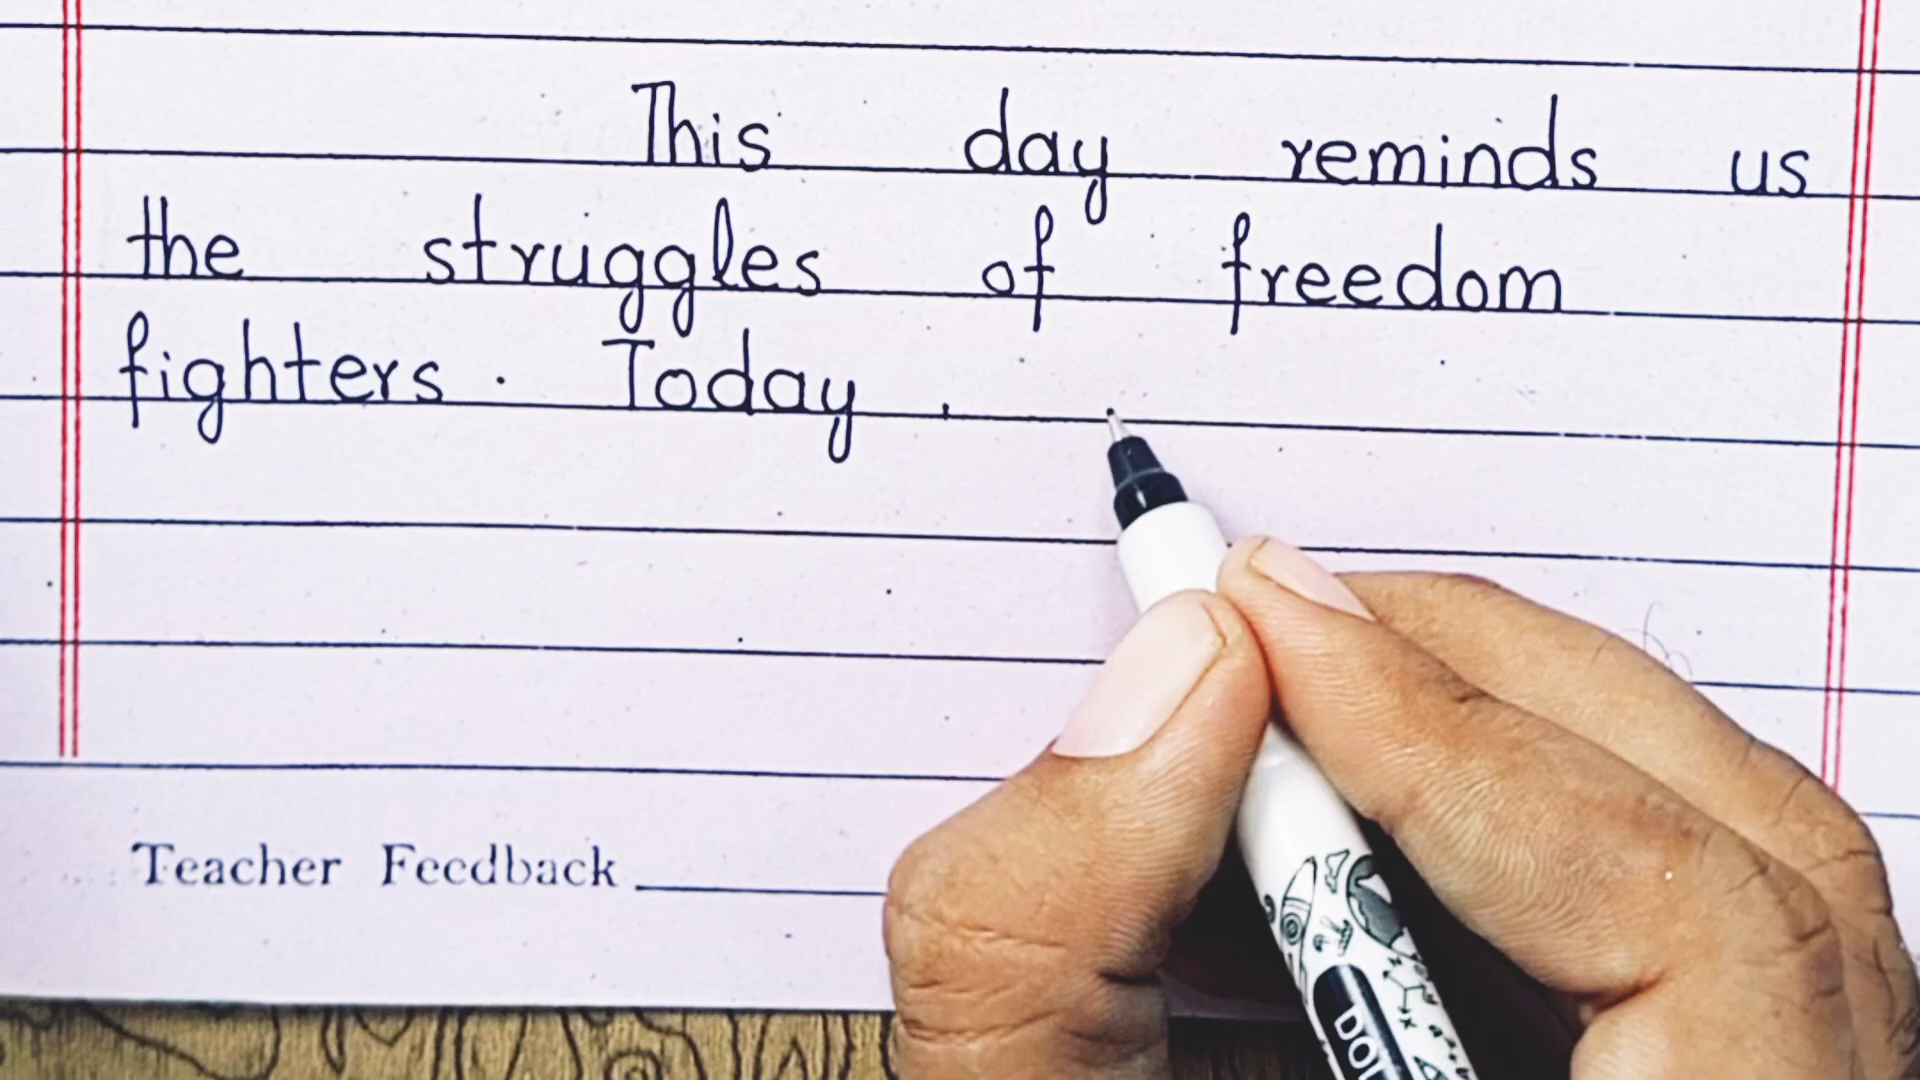 This day reminds us
the struggles of freedom
fighters. Today,
Teacher Feedback